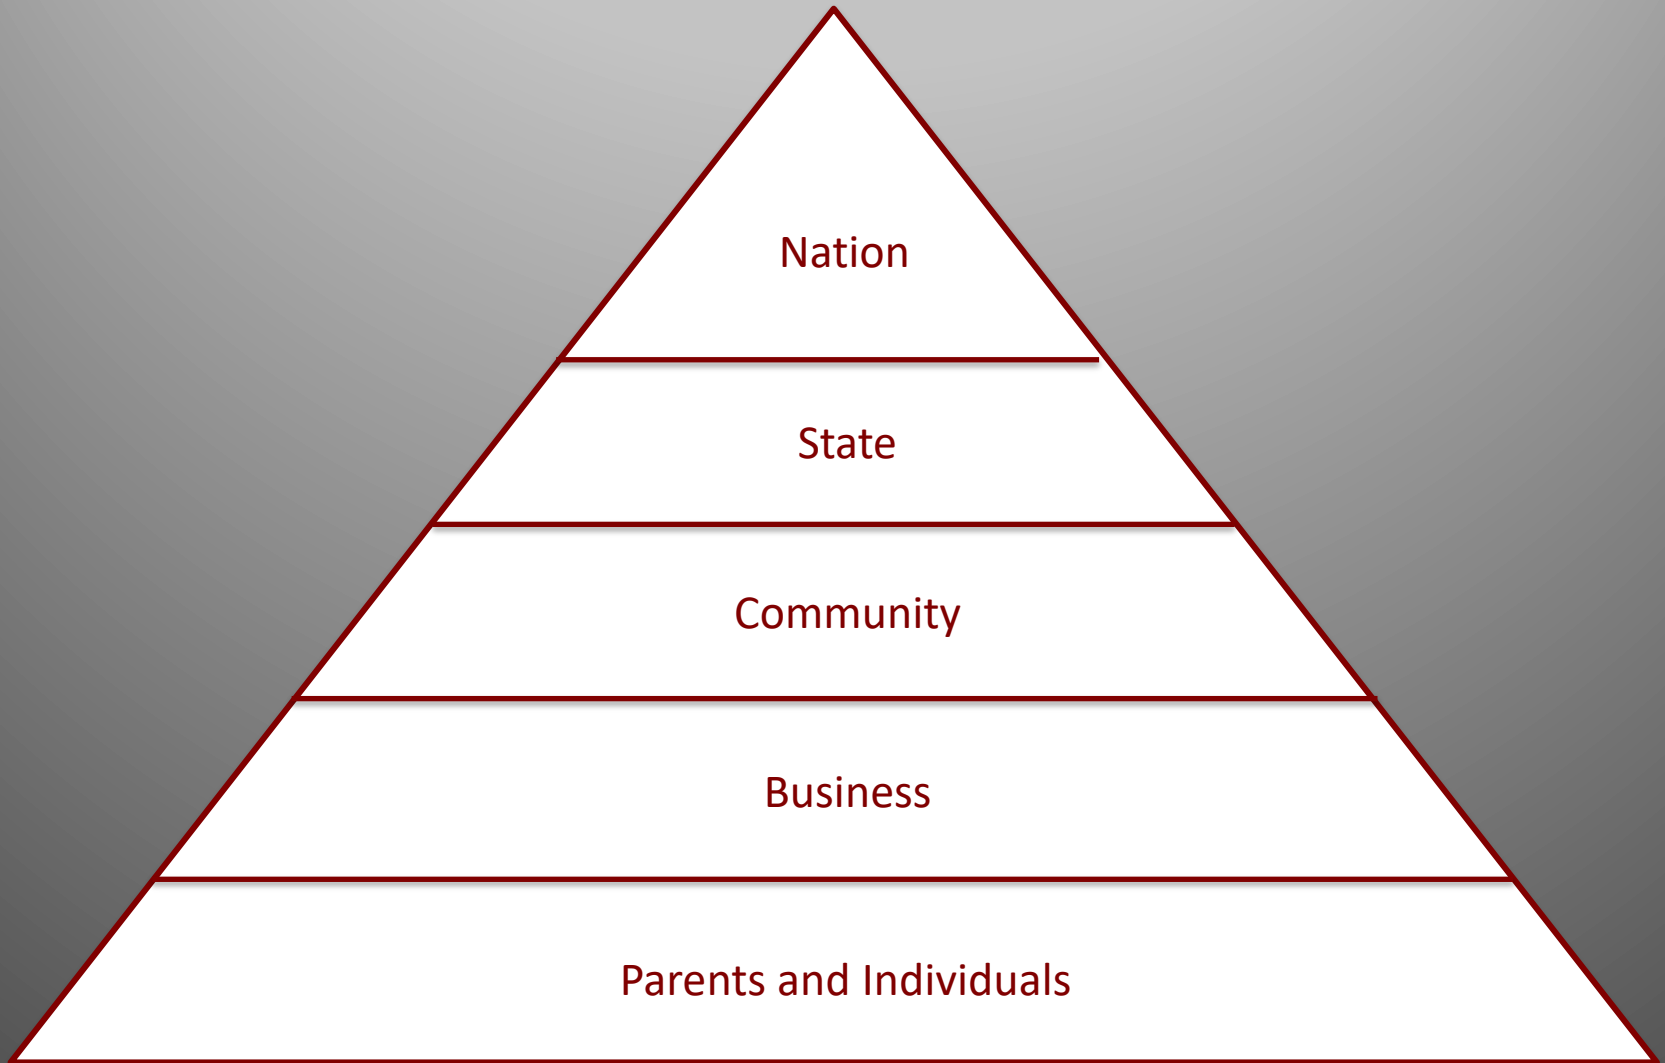 Nation
State
Community
Business
Parents and Individuals